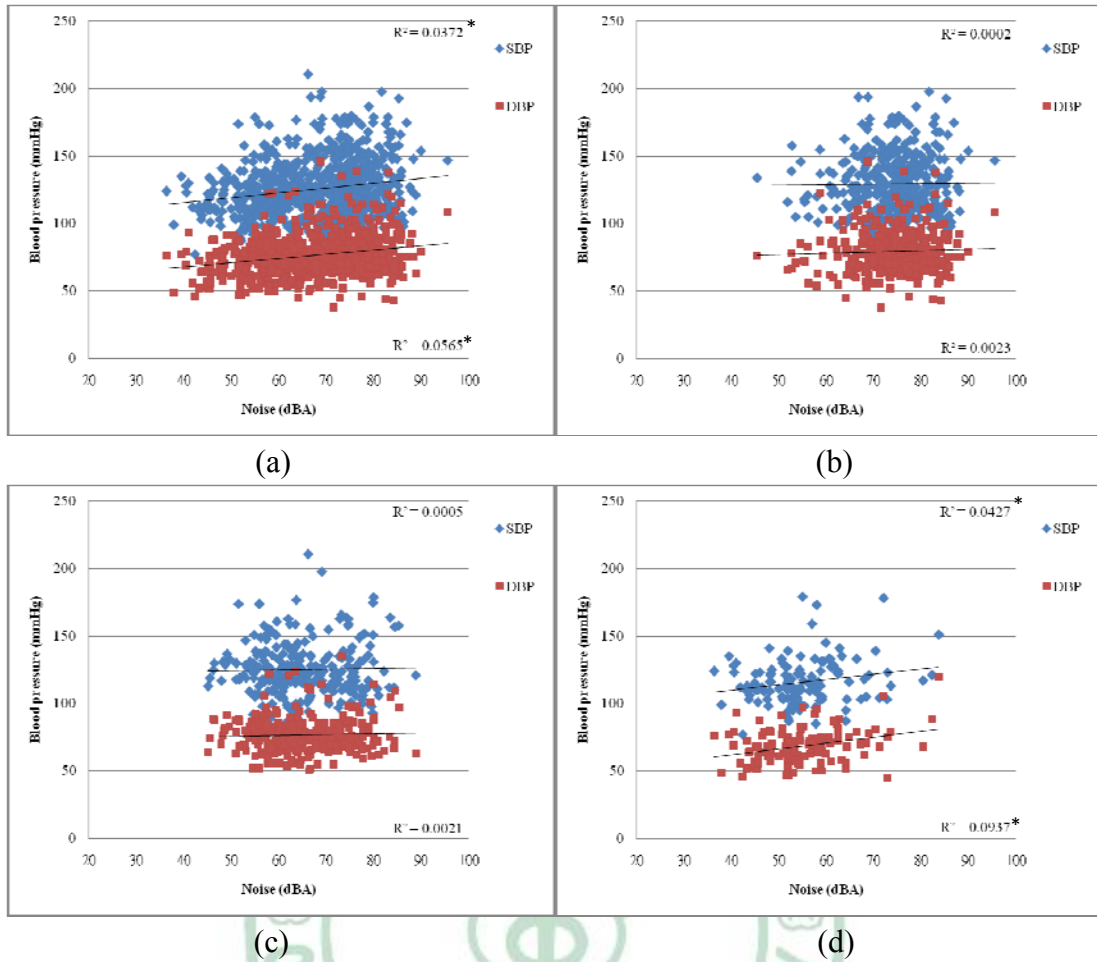 250
R² = 0.0372 *
SBP
200
DBP
150
100
50
R² = 0.0565 *
0
20 30 40 50 60 70 80 90 100
Blood pressure (mmHg)
Noise (dBA)
(a)
250
R² = 0.0002
SBP
200
DBP
150
100
50
R² = 0.0023
0
20 30 40 50 60 70 80 90 100
Blood pressure (mmHg)
Noise (dBA)
(b)
250
R² = 0.0005
SBP
200
DBP
150
100
50
R² = 0.0021
0
20 30 40 50 60 70 80 90 100
Blood pressure (mmHg)
Noise (dBA)
(c)
250
R² = 0.0427 *
SBP
200
DBP
150
100
50
R² = 0.0937 *
0
20 30 40 50 60 70 80 90 100
Blood pressure (mmHg)
Noise (dBA)
(d)